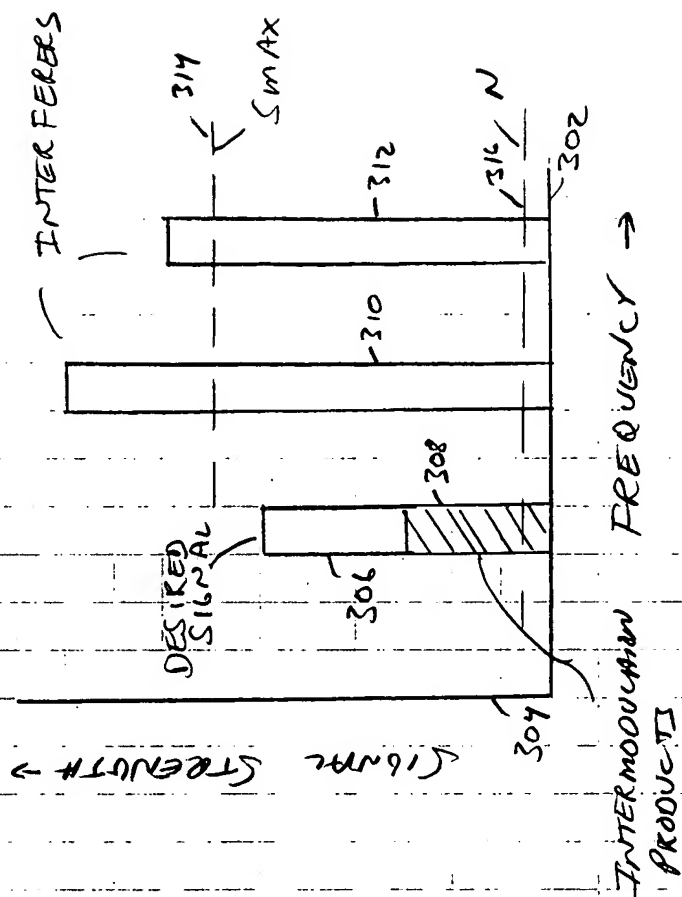 INTERFERERS
314
SMAX
312
316
N
302
310
308
DESIRED
SIGNAL
306
304
SIGNAL STRENGTH →
FREQUENCY →
INTERMODULATION
PRODUCTS